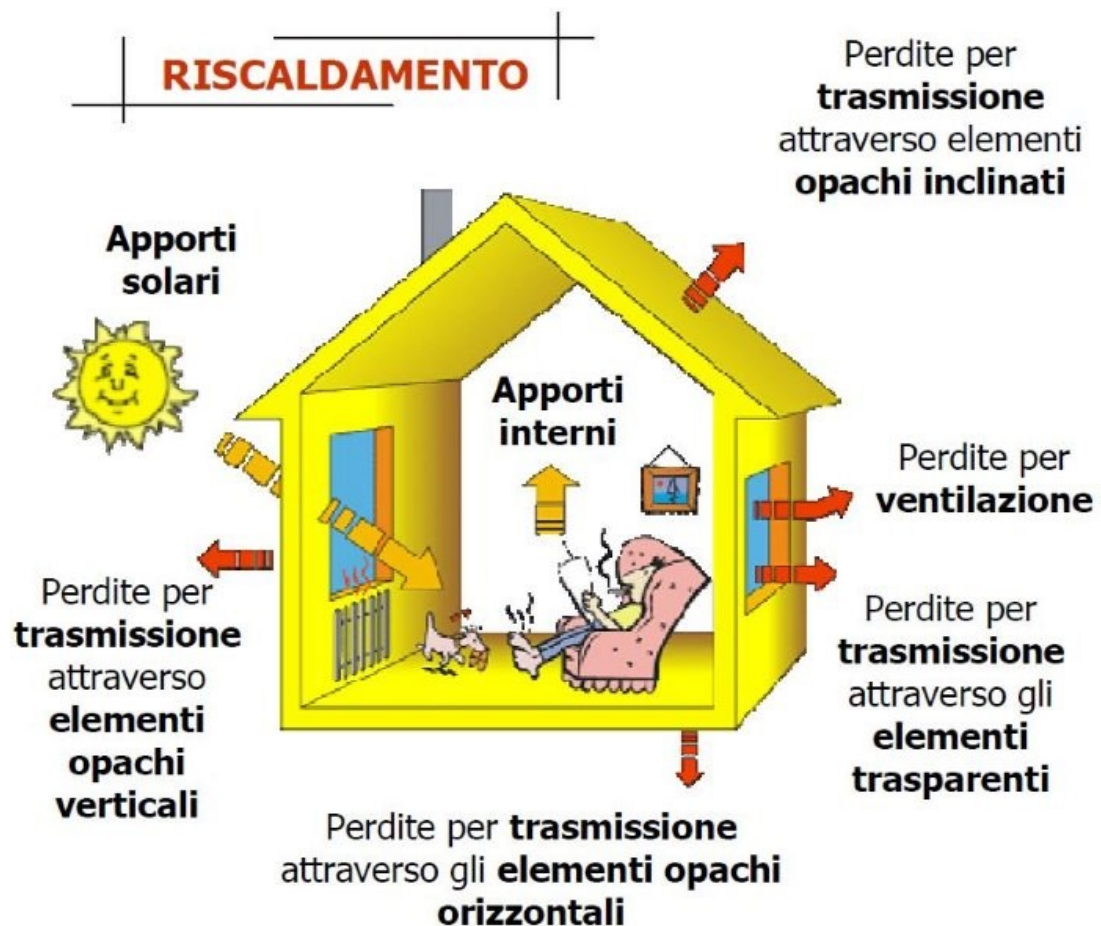 RISCALDAMENTO
Perdite per
trasmissione
attraverso elementi
opachi inclinati
Apporti
solari
Apporti
interni
Perdite per
ventilazione
Perdite per
trasmissione
attraverso
elementi
opachi
verticali
Perdite per
trasmissione
attraverso gli
elementi
trasparenti
Perdite per trasmissione
attraverso gli elementi opachi
orizzontali